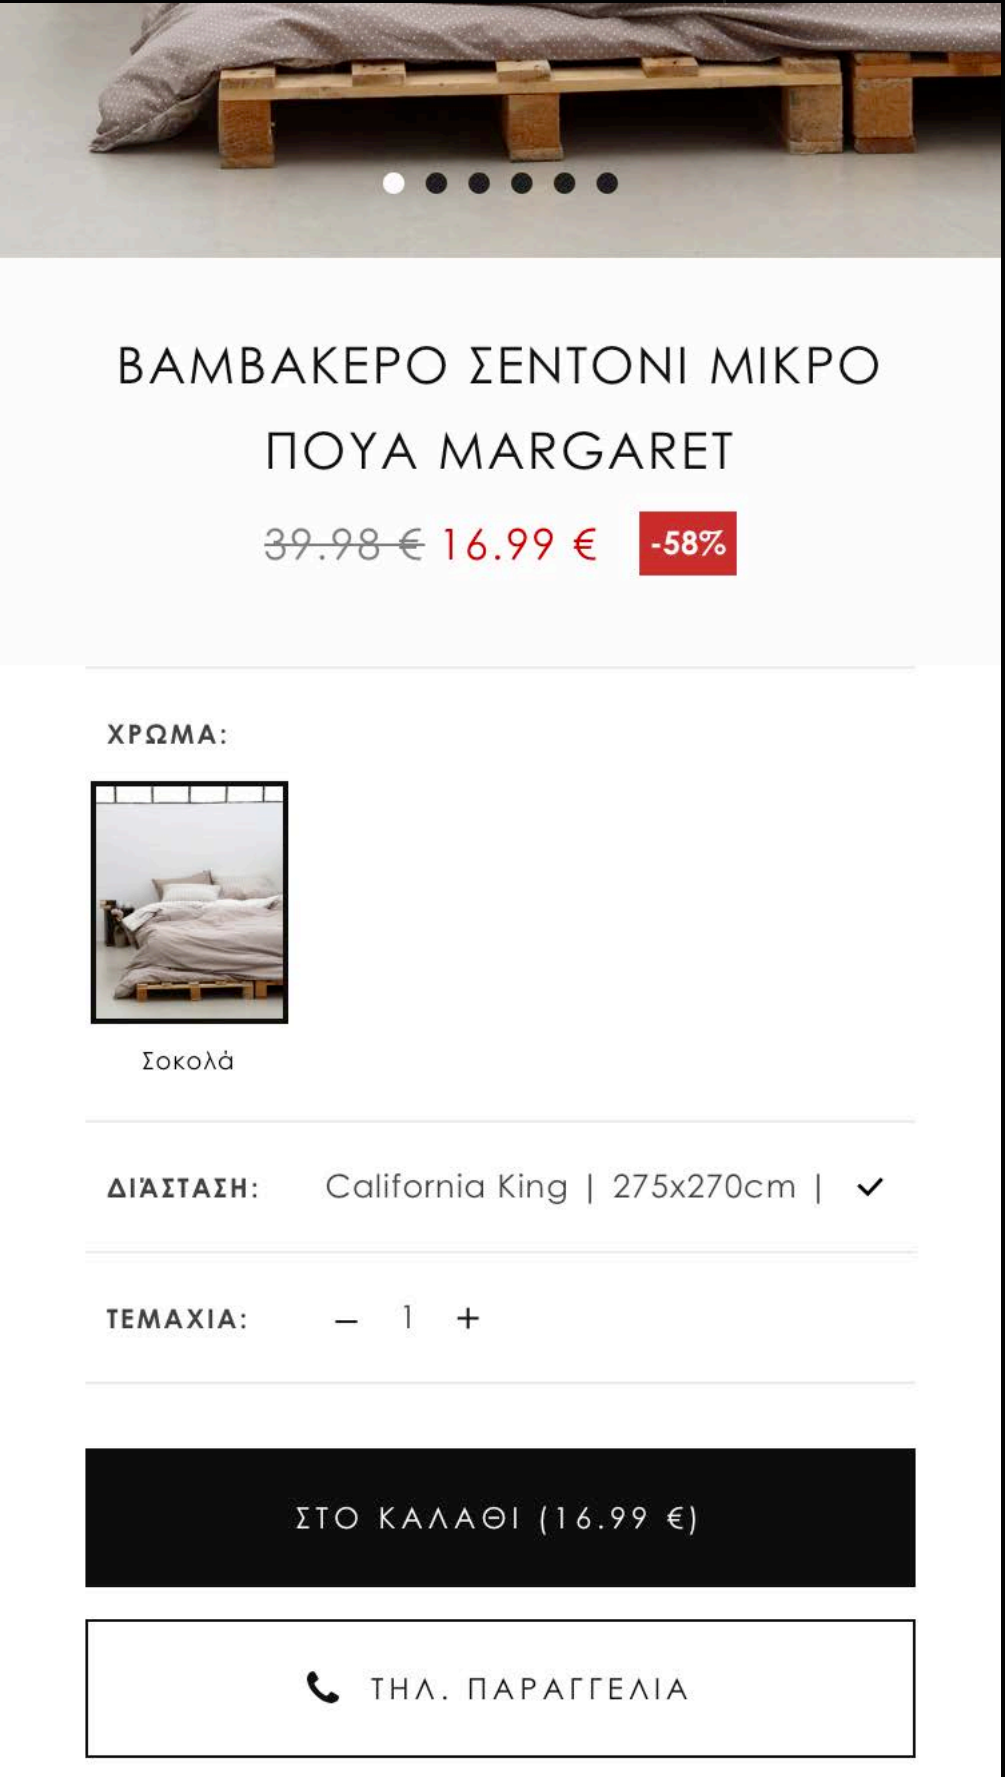 ΒΑΜΒΑΚΕΡΟ ΣΕΝΤΟΝΙ ΜΙΚΡΟ
ΠΟΥΑ MARGARET
39.98 € 16.99 € -58%
ΧΡΩΜΑ:
Σοκολά
ΔΙΆΣΤΑΣΗ: California King | 275x270cm |
ΤΕΜΑΧΙΑ: – 1 +
ΣΤΟ ΚΑΛΑΘΙ (16.99 €)
ΤΗΛ. ΠΑΡΑΓΓΕΛΙΑ